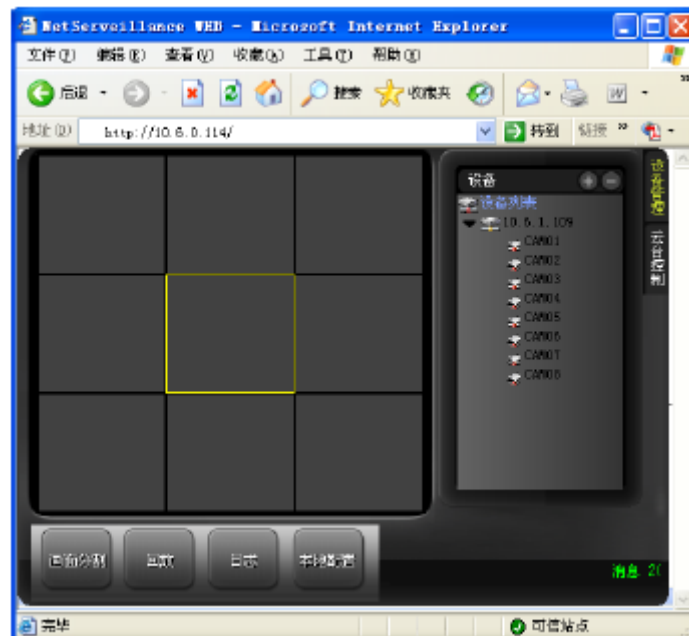 NetServeillance WEB - Microsoft Internet Explorer
文件(F) 编辑(E) 查看(V) 收藏(A) 工具(T) 帮助(H)
后退 搜索 收藏夹
地址(D) http://10.6.0.114/ 转到 链接 »
设备
设备管理
云台控制
设备列表
10.6.1.109
CAM01
CAM02
CAM03
CAM04
CAM05
CAM06
CAM07
CAM08
画面分割 回放 日志 本地配置
消息 2(
完毕 可信站点